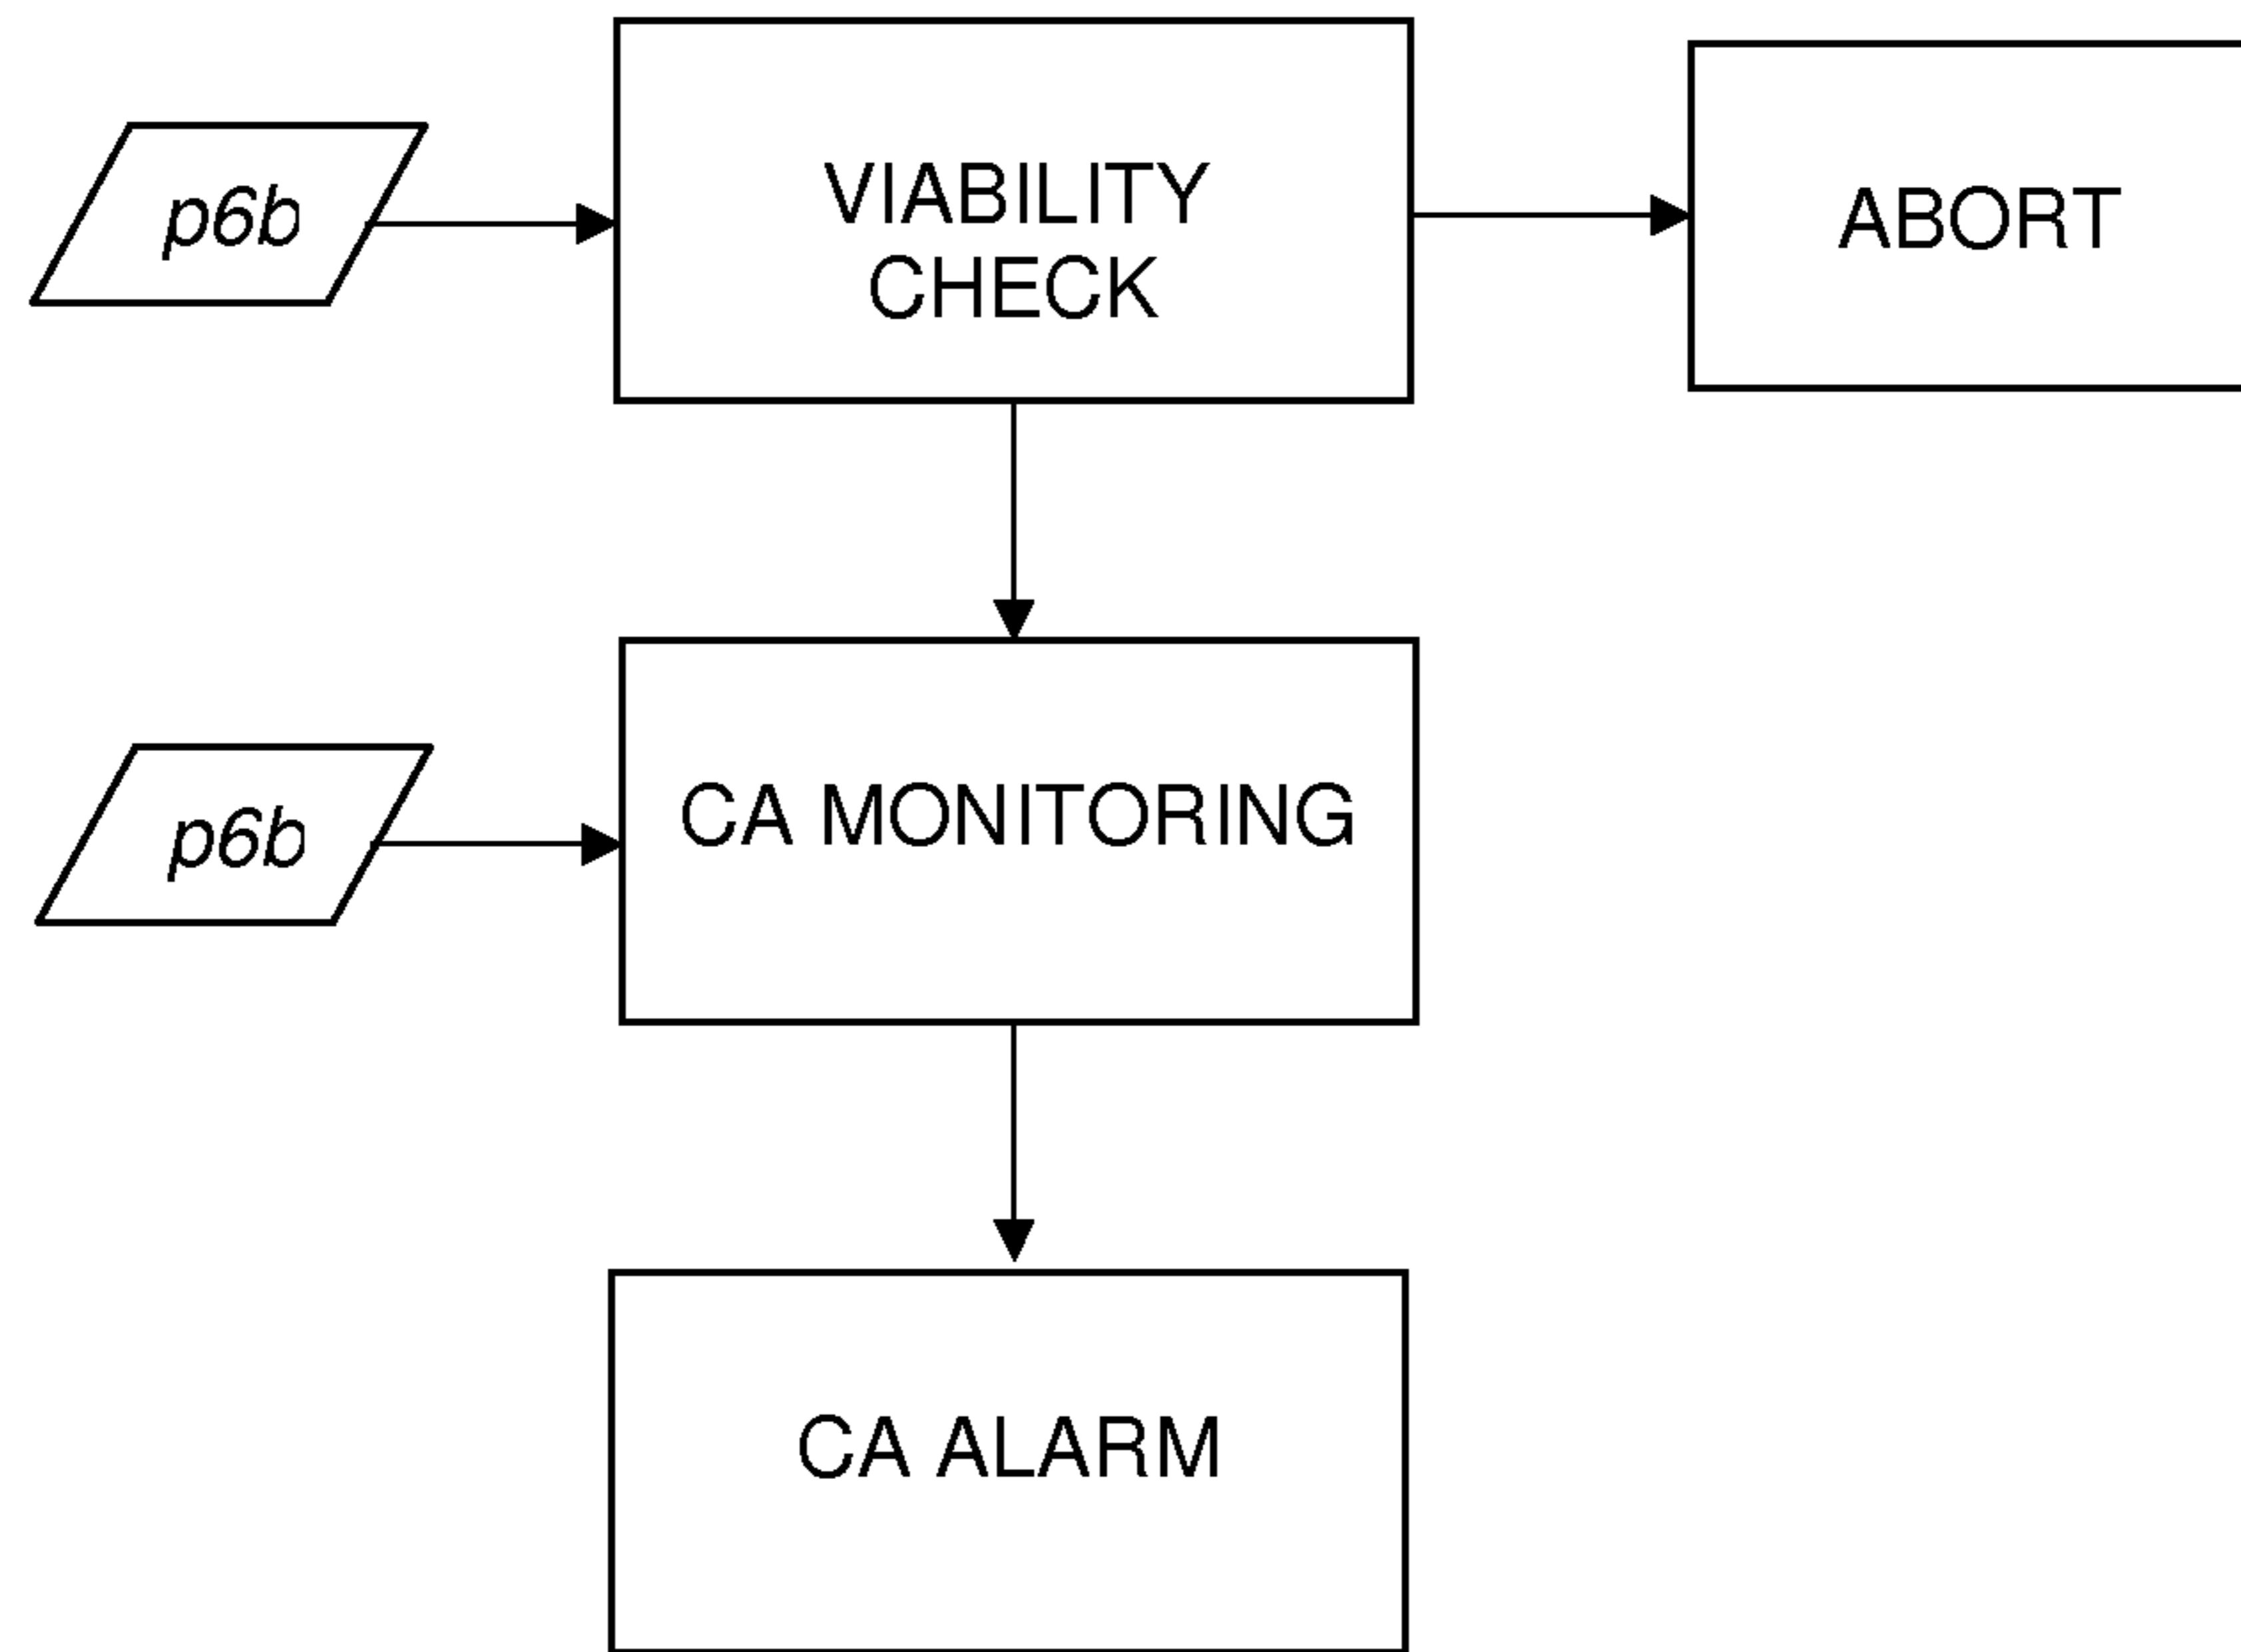 p6b
VIABILITY
CHECK
ABORT
p6b
CA MONITORING
CA ALARM